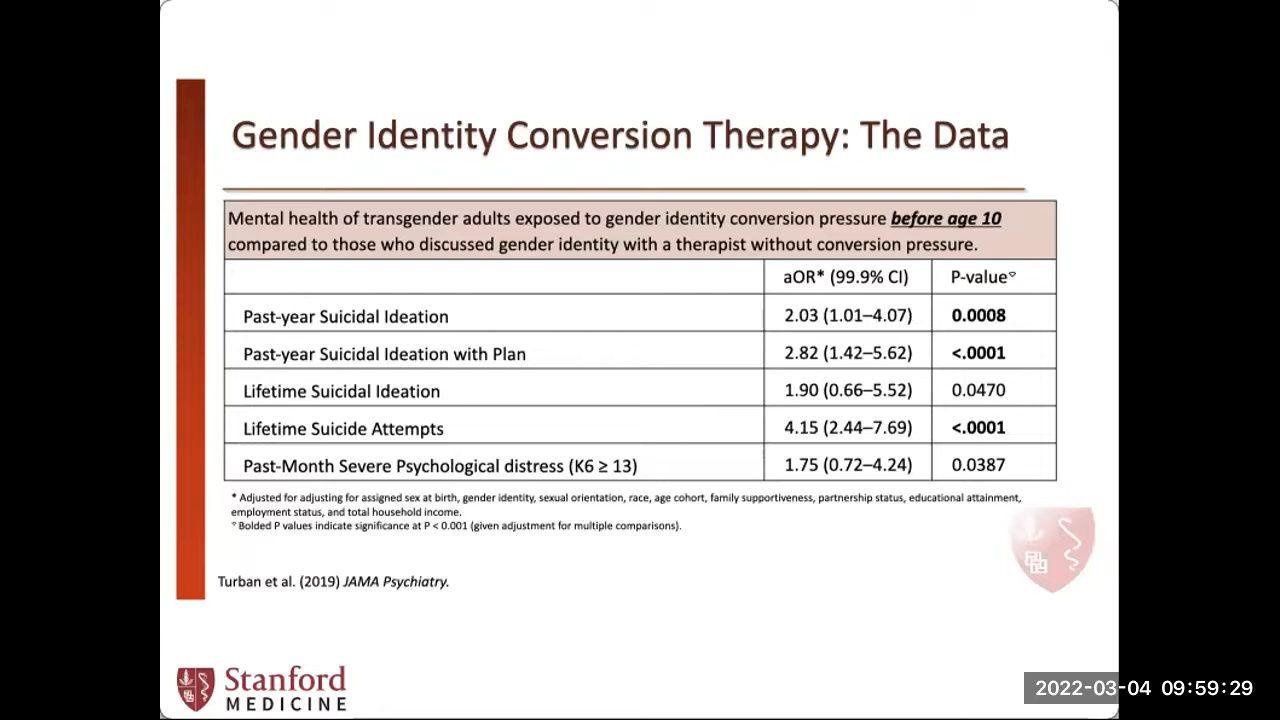 Gender Identity Conversion Therapy: The Data
Mental health of transgender adults exposed to gender identity conversion pressure before age 10
compared to those who discussed gender identity with a therapist without conversion pressure.
aOR* (99.9% CI) P-value▿
Past-year Suicidal Ideation 2.03 (1.01–4.07) 0.0008
Past-year Suicidal Ideation with Plan 2.82 (1.42–5.62) <.0001
Lifetime Suicidal Ideation 1.90 (0.66–5.52) 0.0470
Lifetime Suicide Attempts 4.15 (2.44–7.69) <.0001
Past-Month Severe Psychological distress (K6 ≥ 13) 1.75 (0.72–4.24) 0.0387
* Adjusted for adjusting for assigned sex at birth, gender identity, sexual orientation, race, age cohort, family supportiveness, partnership status, educational attainment,
employment status, and total household income.
▿ Bolded P values indicate significance at P < 0.001 (given adjustment for multiple comparisons).
Turban et al. (2019) JAMA Psychiatry.
Stanford
MEDICINE
2022-03-04 09:59:29